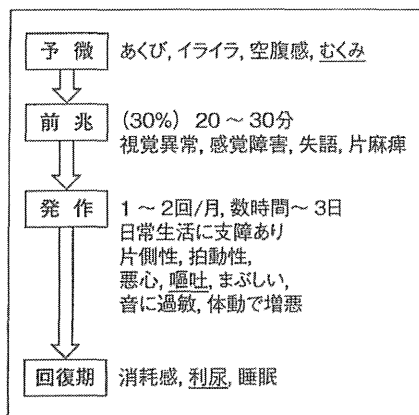 予 微 あくび, イライラ, 空腹感, むくみ
前 兆 (30%) 20 ～ 30分
視覚異常, 感覚障害, 失語, 片麻痺
発 作 1 ～ 2回/月, 数時間～ 3日
日常生活に支障あり
片側性, 拍動性,
悪心, 嘔吐, まぶしい,
音に過敏, 体動で増悪
回復期 消耗感, 利尿, 睡眠